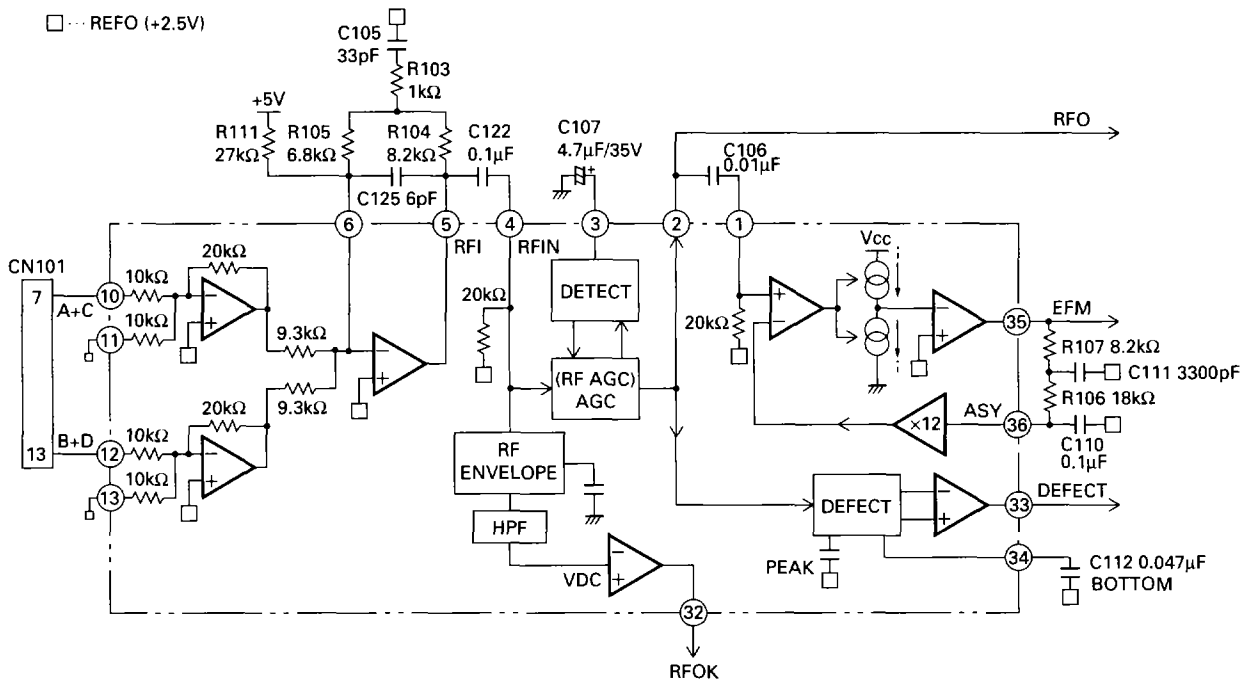 REFO (+2.5V)
C105
33pF
R103
1kΩ
+5V
R111
27kΩ
R105
6.8kΩ
R104
8.2kΩ
C122
0.1μF
C107
4.7μF/35V
+
C106
0.01μF
RFO
C125 6pF
6
5
4
3
2
1
RFI
RFIN
CN101
7
A+C
10
10kΩ
20kΩ
−
+
11
10kΩ
9.3kΩ
−
+
9.3kΩ
20kΩ
DETECT
(RF AGC)
AGC
20kΩ
+
−
Vcc
−
+
35
EFM
R107 8.2kΩ
C111 3300pF
R106 18kΩ
×12
ASY
36
C110
0.1μF
13
B+D
12
10kΩ
20kΩ
−
+
13
10kΩ
RF
ENVELOPE
HPF
VDC
−
+
32
RFOK
DEFECT
−
+
33
DEFECT
PEAK
34
C112 0.047μF
BOTTOM